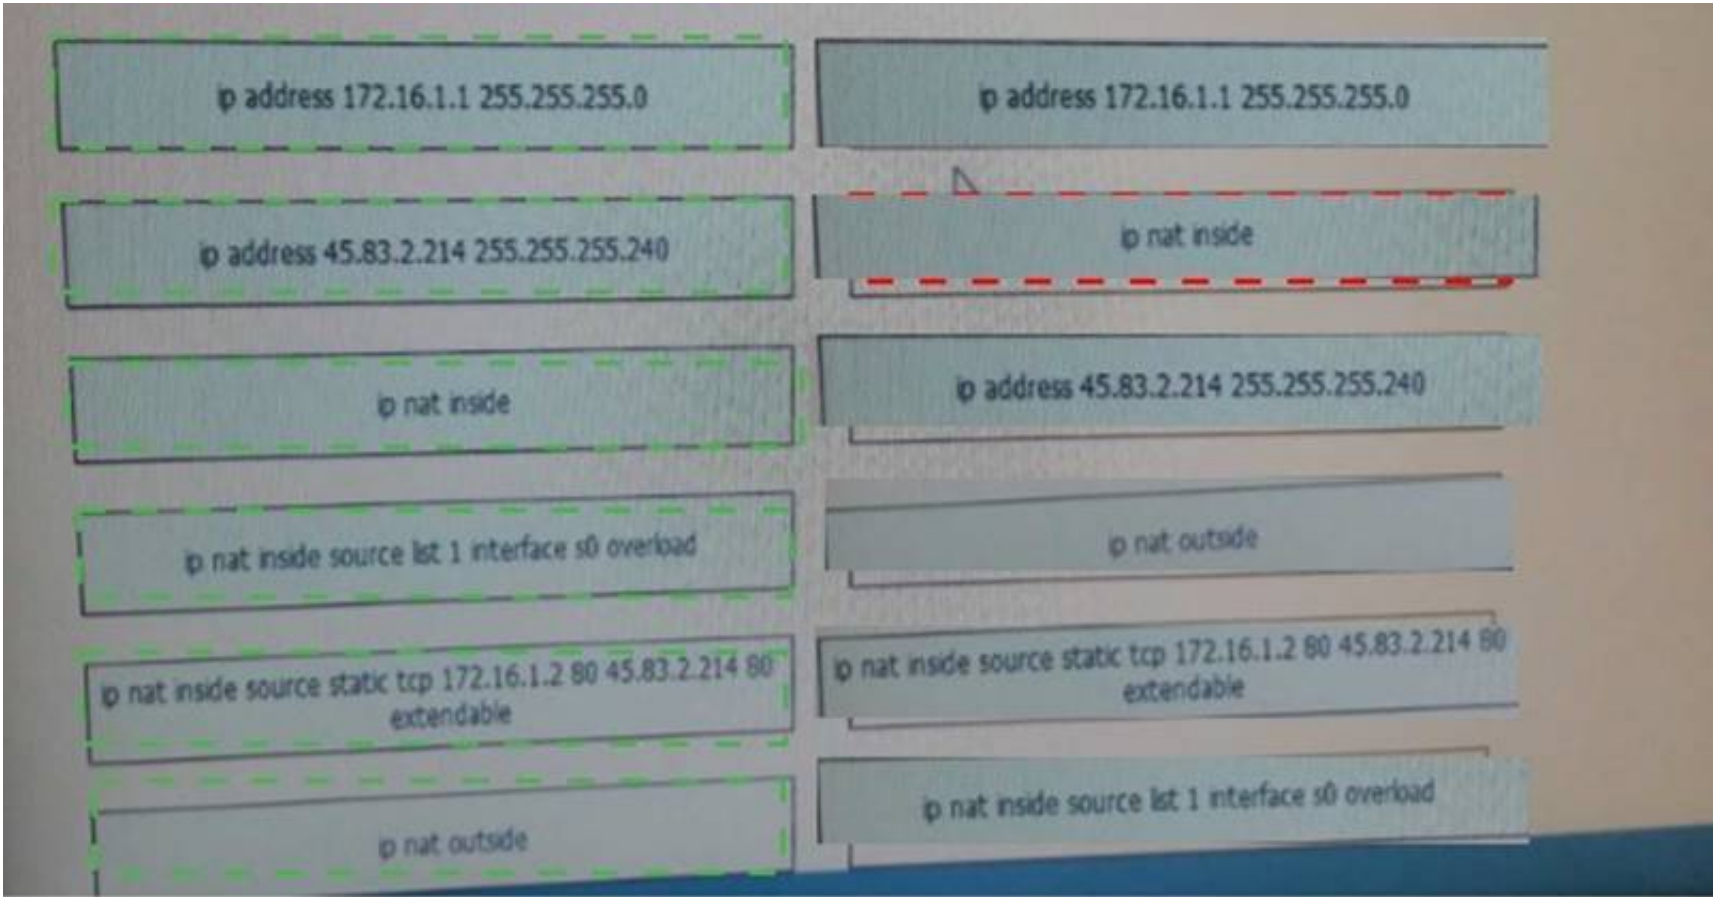 ip address 172.16.1.1 255.255.255.0
ip address 45.83.2.214 255.255.255.240
ip nat inside
ip nat inside source list 1 interface s0 overload
ip nat inside source static tcp 172.16.1.2 80 45.83.2.214 80
extendable
ip nat outside
ip address 172.16.1.1 255.255.255.0
ip nat inside
ip address 45.83.2.214 255.255.255.240
ip nat outside
ip nat inside source static tcp 172.16.1.2 80 45.83.2.214 80
extendable
ip nat inside source list 1 interface s0 overload